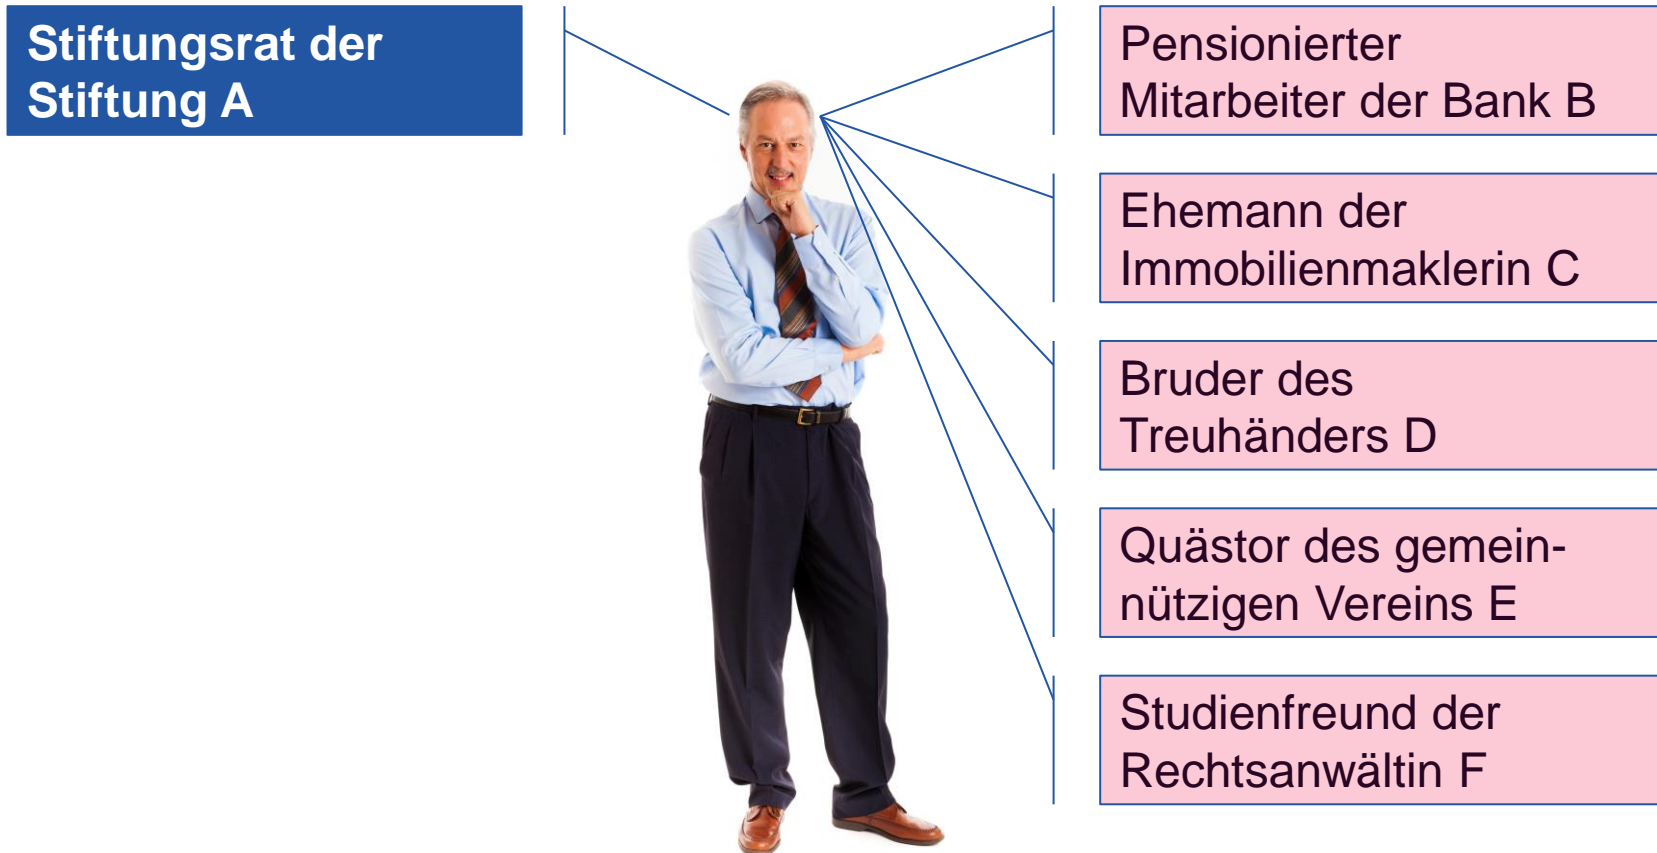 Stiftungsrat der
Stiftung A
Pensionierter
Mitarbeiter der Bank B
Ehemann der
Immobilienmaklerin C
Bruder des
Treuhänders D
Quästor des gemein-
nützigen Vereins E
Studienfreund der
Rechtsanwältin F